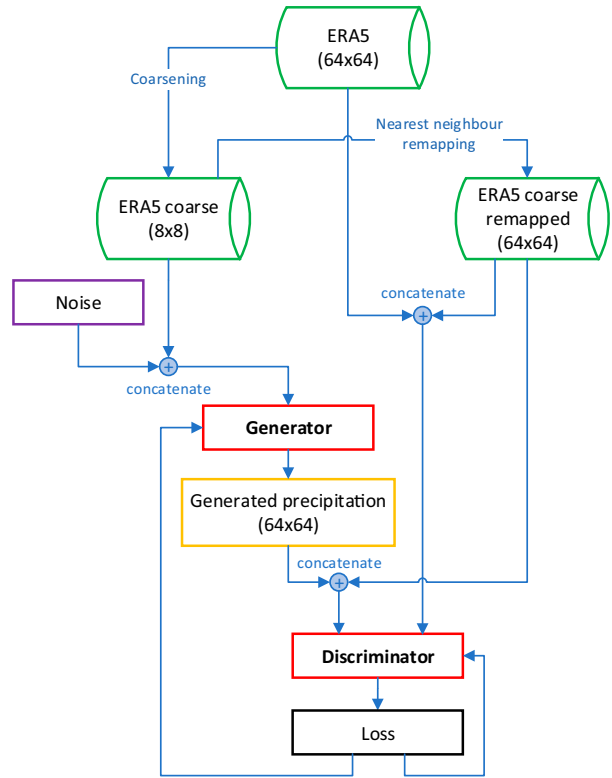 ERA5
(64x64)
Coarsening
Nearest neighbour
remapping
ERA5 coarse
(8x8)
ERA5 coarse
remapped
(64x64)
Noise
concatenate
+
+
concatenate
Generator
Generated precipitation
(64x64)
concatenate
+
Discriminator
Loss